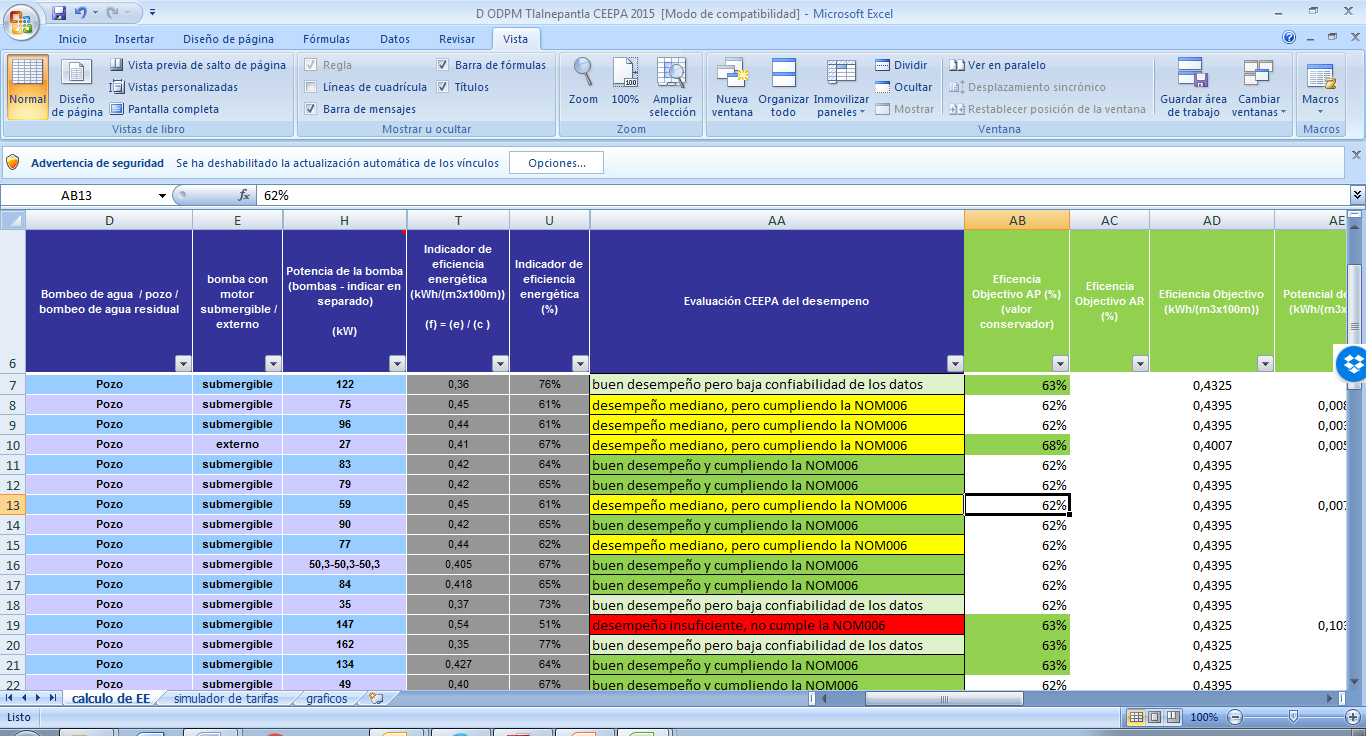 D ODPM Tlalnepantla CEEPA 2015 [Modo de compatibilidad] - Microsoft Excel
Inicio Insertar Diseño de página Fórmulas Datos Revisar Vista
Normal
Diseño de página
Vista previa de salto de página
Vistas personalizadas
Pantalla completa
Vistas de libro
Regla
Líneas de cuadrícula
Barra de mensajes
Barra de fórmulas
Títulos
Mostrar u ocultar
Zoom
100%
Ampliar selección
Zoom
Nueva ventana
Organizar todo
Inmovilizar paneles
Dividir
Ocultar
Mostrar
Ver en paralelo
Desplazamiento sincrónico
Restablecer posición de la ventana
Guardar área de trabajo
Cambiar ventanas
Ventana
Macros
Macros
Advertencia de seguridad Se ha deshabilitado la actualización automática de los vínculos Opciones...
AB13 fx 62%
D E H T U AA AB AC AD AE
6
Bombeo de agua / pozo /
bombeo de agua residual
bomba con
motor
submergible /
externo
Potencia de la bomba
(bombas - indicar en
separado)
(kW)
Indicador de
eficiencia
energética
(kWh/(m3x100m))
(f) = (e) / (c )
Indicador de
eficiencia
energética
(%)
Evaluación CEEPA del desempeno
Eficencia
Objectivo AP (%)
(valor
conservador)
Eficencia
Objectivo AR
(%)
Eficiencia Objectivo
(kWh/(m3x100m))
Potencial de
(kWh/(m3x
7 Pozo submergible 122 0,36 76% buen desempeño pero baja confiabilidad de los datos 63% 0,4325
8 Pozo submergible 75 0,45 61% desempeño mediano, pero cumpliendo la NOM006 62% 0,4395 0,008
9 Pozo submergible 96 0,44 61% desempeño mediano, pero cumpliendo la NOM006 62% 0,4395 0,003
10 Pozo externo 27 0,41 67% desempeño mediano, pero cumpliendo la NOM006 68% 0,4007 0,005
11 Pozo submergible 83 0,42 64% buen desempeño y cumpliendo la NOM006 62% 0,4395
12 Pozo submergible 79 0,42 65% buen desempeño y cumpliendo la NOM006 62% 0,4395
13 Pozo submergible 59 0,45 61% desempeño mediano, pero cumpliendo la NOM006 62% 0,4395 0,007
14 Pozo submergible 90 0,42 65% buen desempeño y cumpliendo la NOM006 62% 0,4395
15 Pozo submergible 77 0,44 62% desempeño mediano, pero cumpliendo la NOM006 62% 0,4395
16 Pozo submergible 50,3-50,3-50,3 0,405 67% buen desempeño y cumpliendo la NOM006 62% 0,4395
17 Pozo submergible 84 0,418 65% buen desempeño y cumpliendo la NOM006 62% 0,4395
18 Pozo submergible 35 0,37 73% buen desempeño pero baja confiabilidad de los datos 62% 0,4395
19 Pozo submergible 147 0,54 51% desempeño insuficiente, no cumple la NOM006 63% 0,4325 0,103
20 Pozo submergible 162 0,35 77% buen desempeño pero baja confiabilidad de los datos 63% 0,4325
21 Pozo submergible 134 0,427 64% buen desempeño y cumpliendo la NOM006 63% 0,4325
22 Pozo submergible 49 0,40 67% buen desempeño y cumpliendo la NOM006 62% 0,4395
calculo de EE simulador de tarifas graficos
Listo 100%